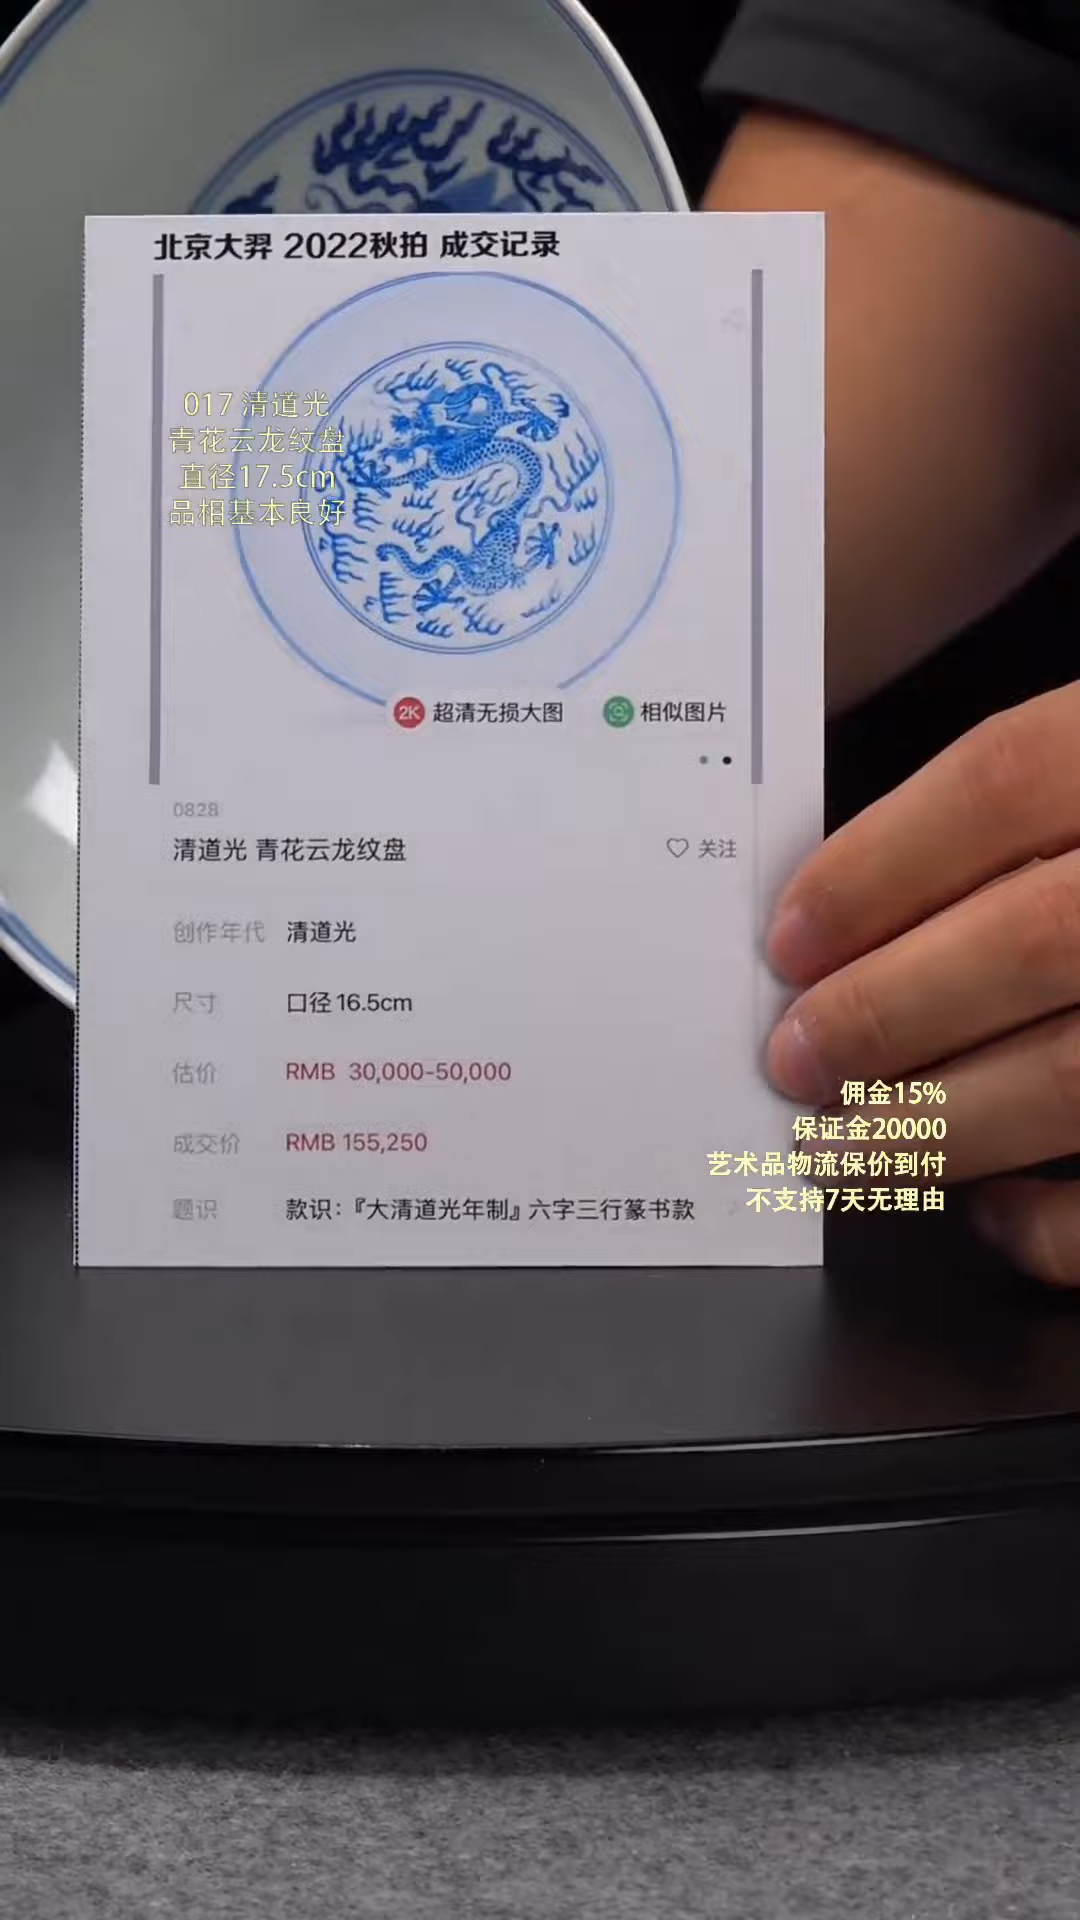 北京大羿 2022秋拍 成交记录
017 清道光
青花云龙纹盘
直径17.5cm
品相基本良好
2K 超清无损大图 相似图片
0828
清道光 青花云龙纹盘 关注
创作年代 清道光
尺寸 口径16.5cm
估价 RMB 30,000-50,000
成交价 RMB 155,250
题识 款识:『大清道光年制』六字三行篆书款
佣金15%
保证金20000
艺术品物流保价到付
不支持7天无理由